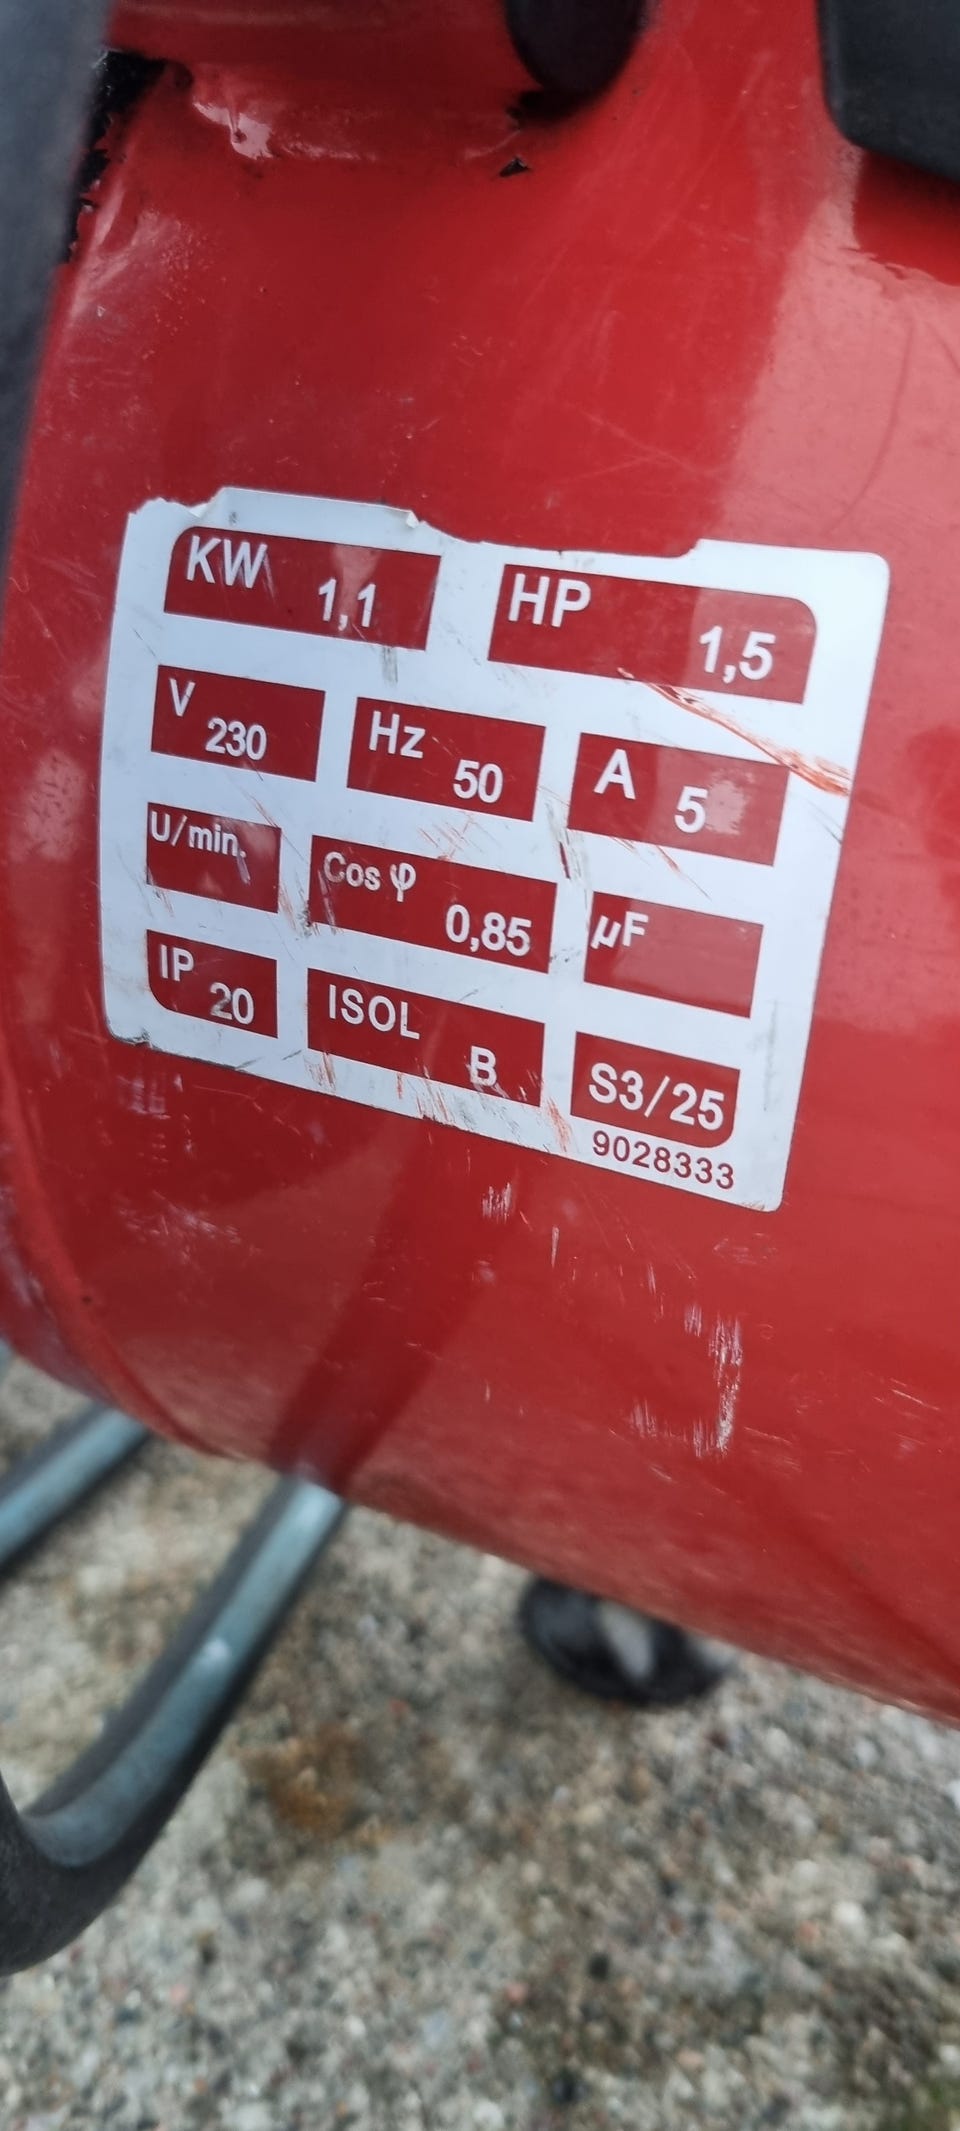 KW 1,1 HP 1,5
V 230 Hz 50 A 5
U/min. Cos φ 0,85 µF
IP 20 ISOL B S3/25
9028333